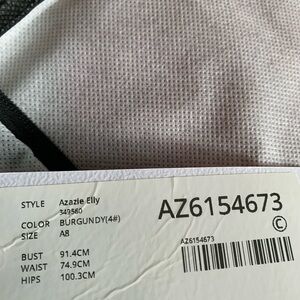 STYLE Azazie Elly
349560
COLOR BURGUNDY(4#)
SIZE A8
BUST 91.4CM
WAIST 74.9CM
HIPS 100.3CM
AZ6154673
©
AZ6154673